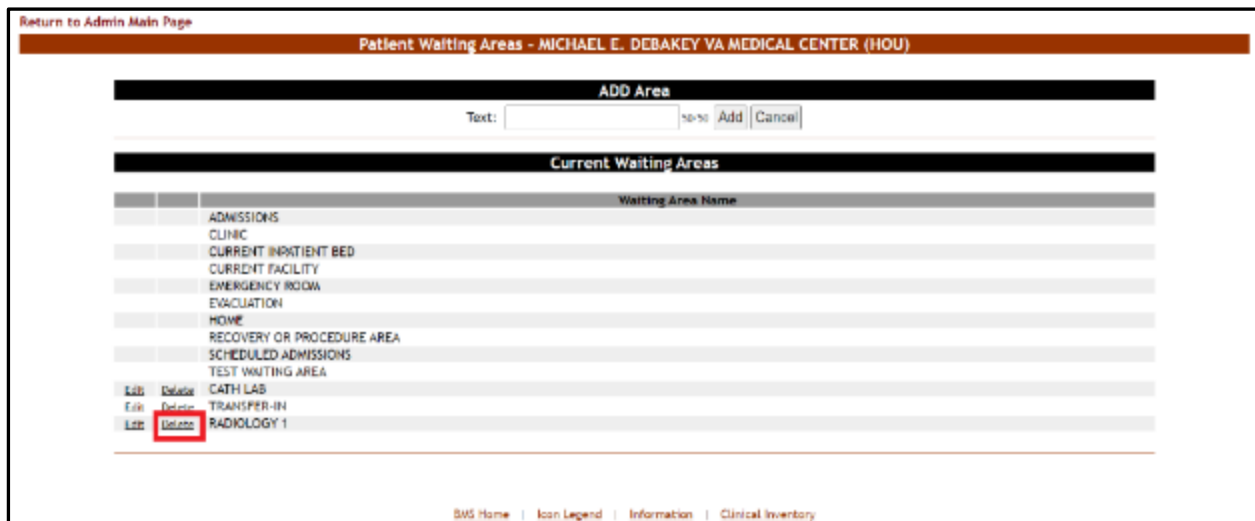 Return to Admin Main Page
Patient Waiting Areas - MICHAEL E. DEBAKEY VA MEDICAL CENTER (HOU)
ADD Area
Text: 50/50 Add Cancel
Current Waiting Areas
Waiting Area Name
ADMISSIONS
CLINIC
CURRENT INPATIENT BED
CURRENT FACILITY
EMERGENCY ROOM
EVACUATION
HOME
RECOVERY OR PROCEDURE AREA
SCHEDULED ADMISSIONS
TEST WAITING AREA
Edit Delete CATH LAB
Edit Delete TRANSFER-IN
Edit Delete RADIOLOGY 1
BMS Home | Icon Legend | Information | Clinical Inventory